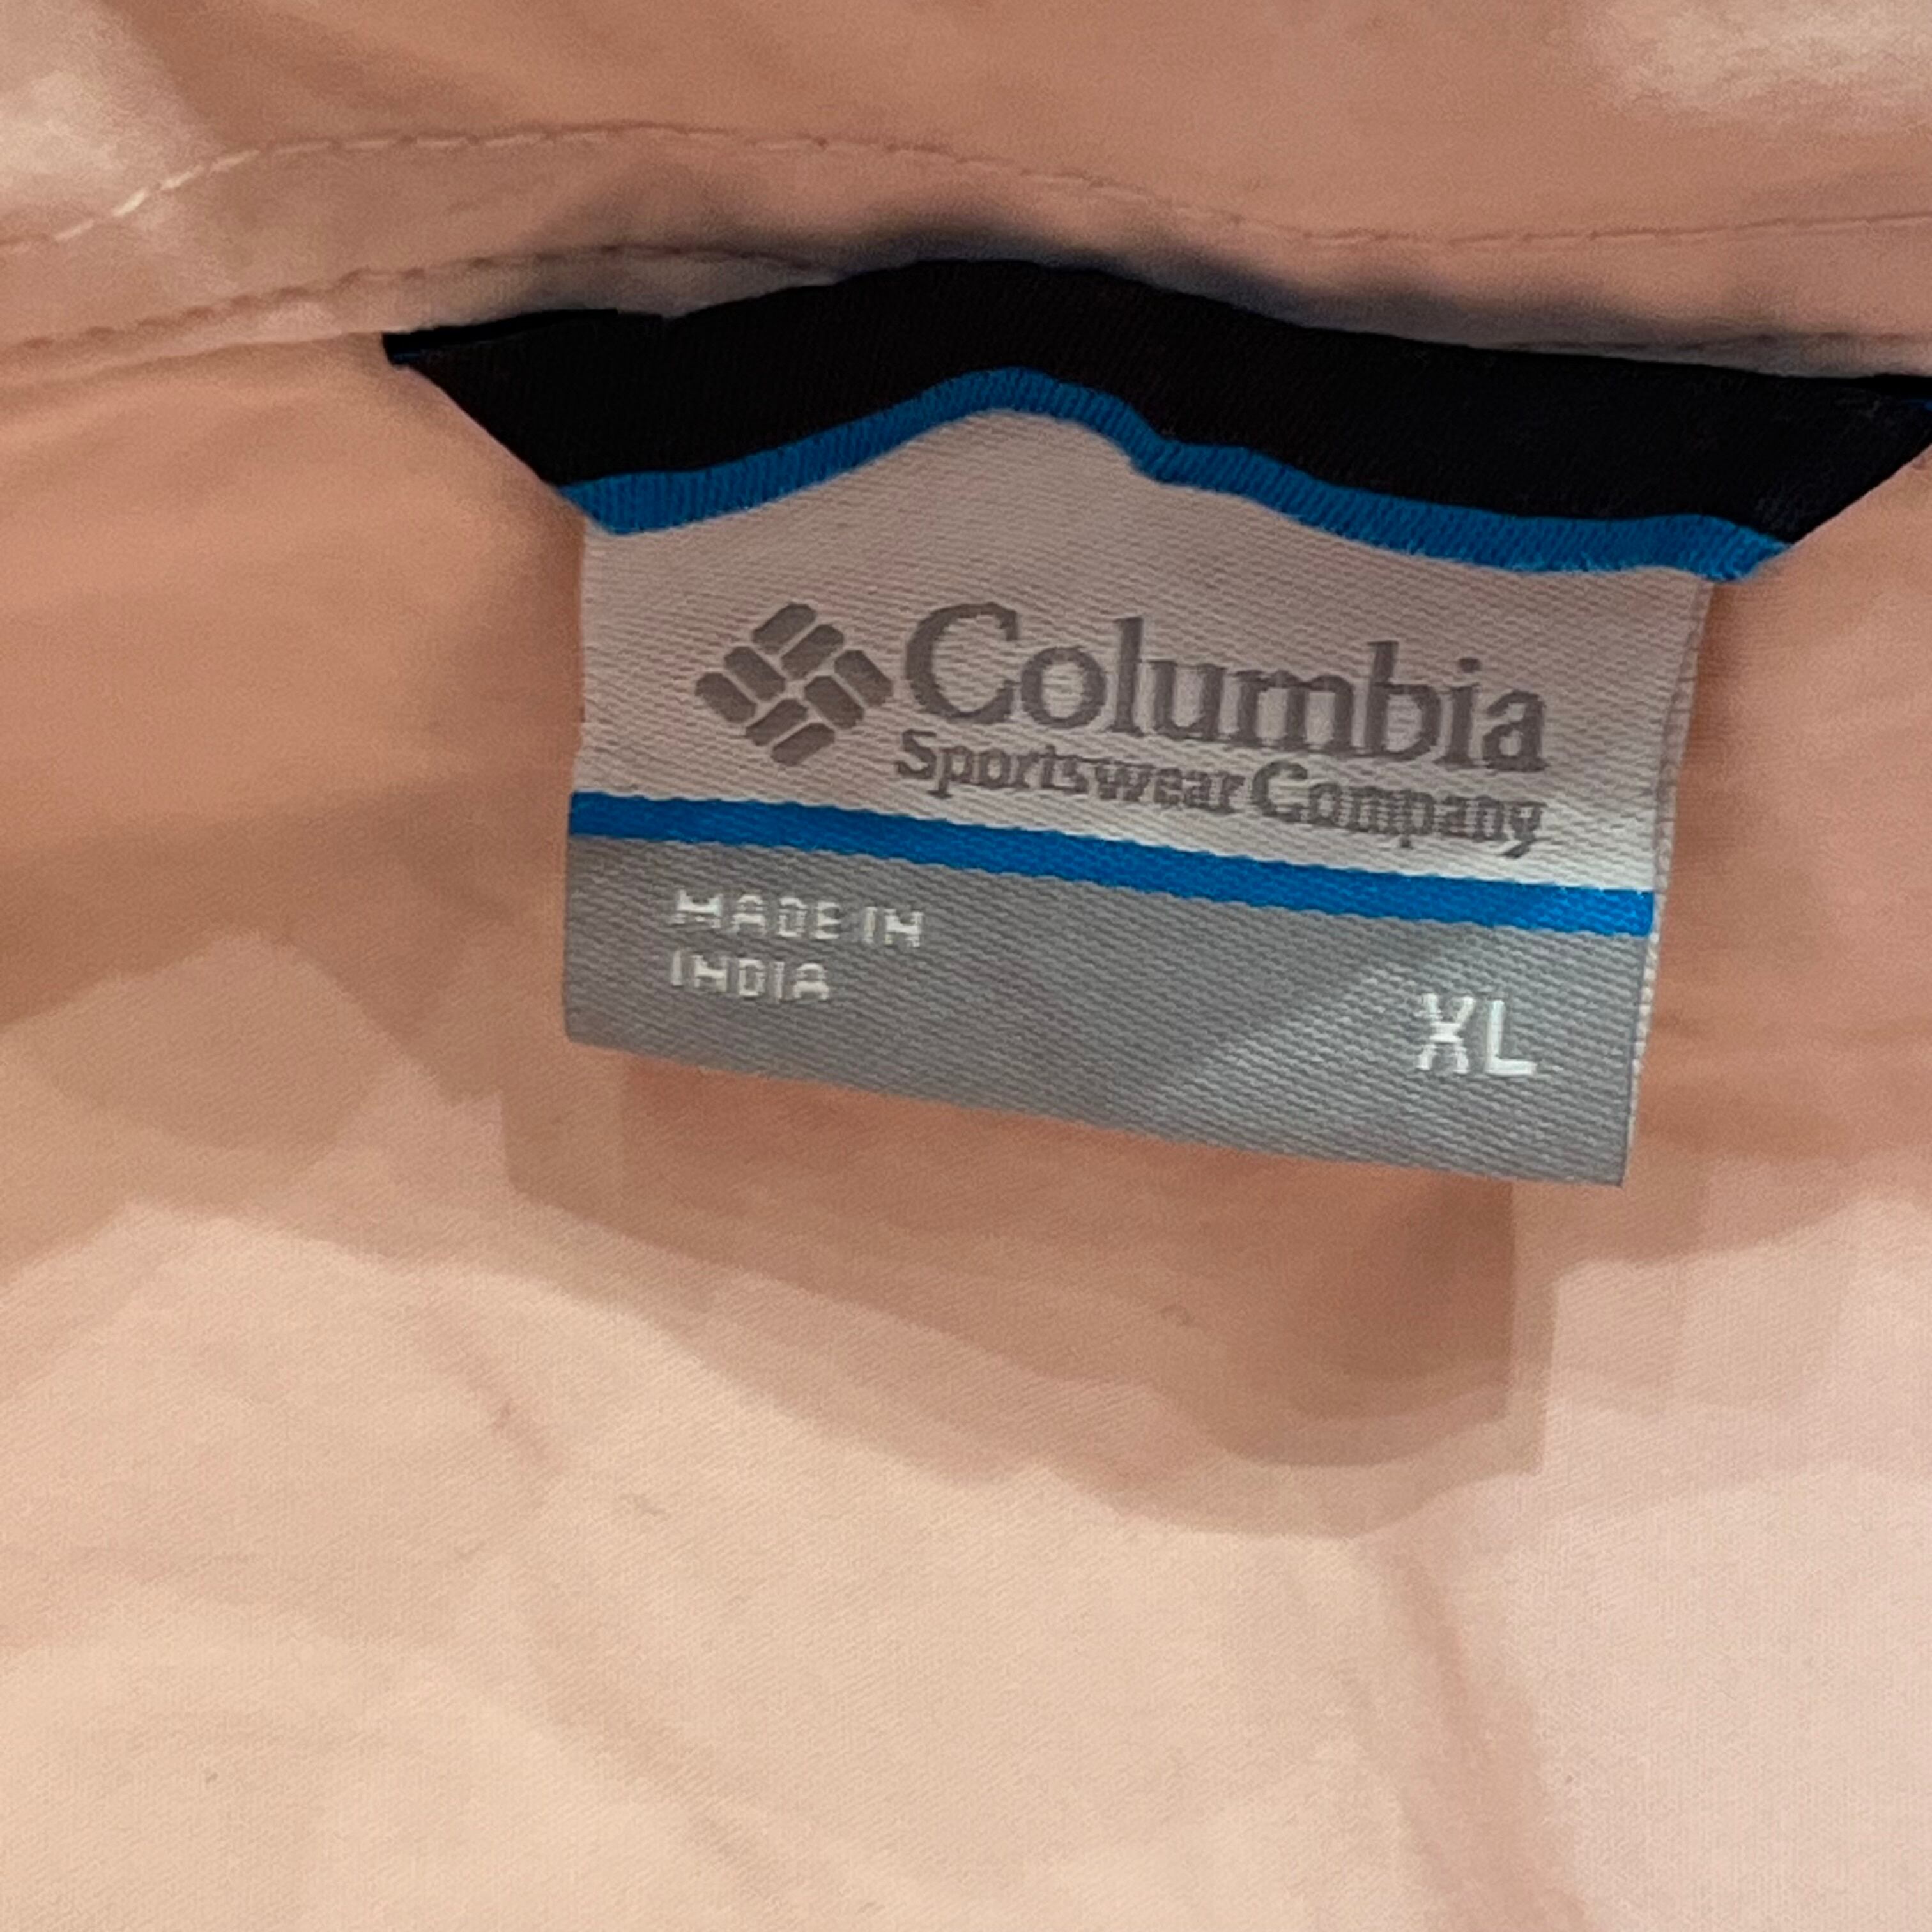 Columbia
Sportswear Company
MADE IN
INDIA
XL